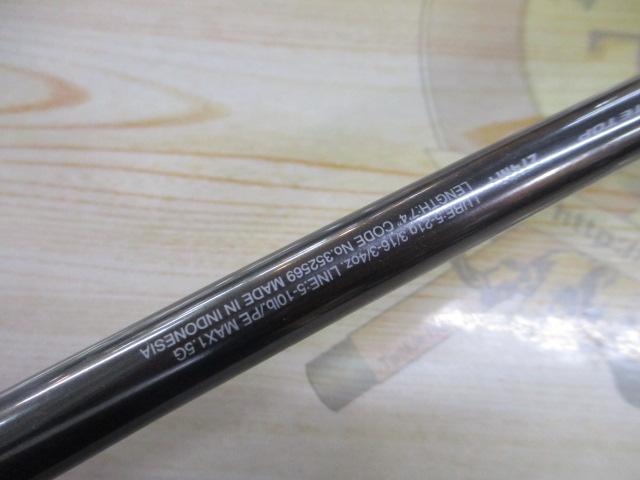 LURE:5-21g,3/16-3/4oz. LINE:5-10lb./PE MAX1.5G
LENGTH:7'4" CODE No.352569 MADE IN INDONESIA